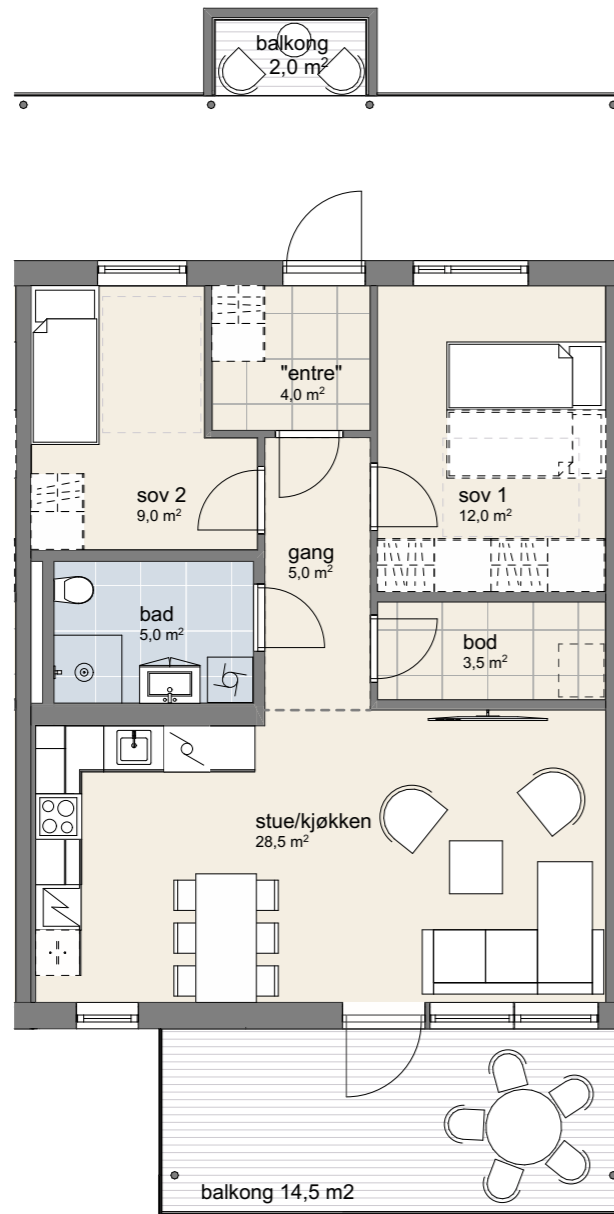 balkong
2,0 m²
"entre"
4,0 m²
sov 2
9,0 m²
sov 1
12,0 m²
gang
5,0 m²
bad
5,0 m²
bod
3,5 m²
stue/kjøkken
28,5 m²
balkong 14,5 m2